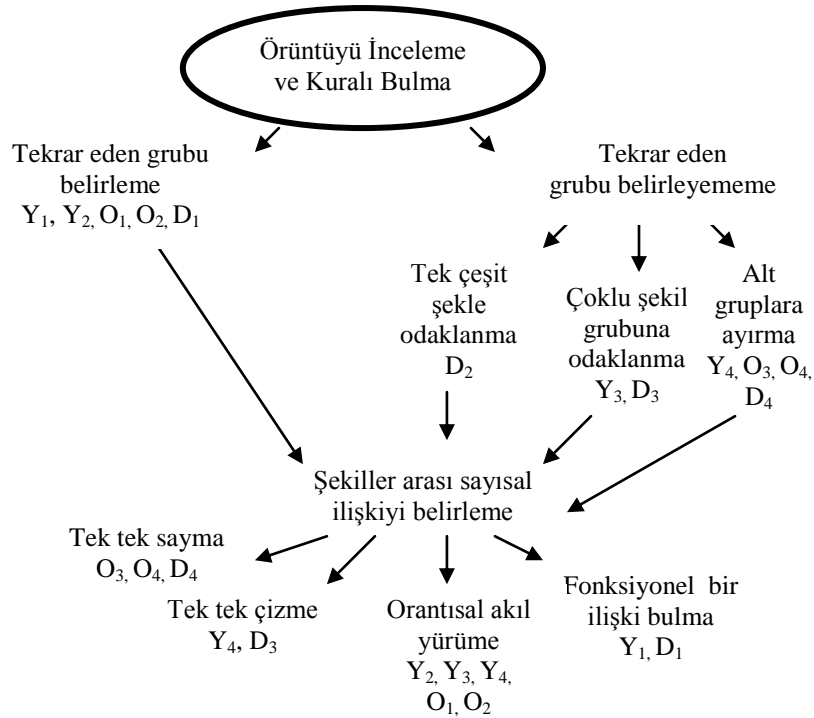 Örüntüyü İnceleme
ve Kuralı Bulma
Tekrar eden grubu
belirleme
Y₁, Y₂, O₁, O₂, D₁
Tekrar eden
grubu belirleyememe
Tek çeşit
şekle
odaklanma
D₂
Çoklu şekil
grubuna
odaklanma
Y₃, D₃
Alt
gruplara
ayırma
Y₄, O₃, O₄,
D₄
Şekiller arası sayısal
ilişkiyi belirleme
Tek tek sayma
O₃, O₄, D₄
Tek tek çizme
Y₄, D₃
Orantısal akıl
yürüme
Y₂, Y₃, Y₄,
O₁, O₂
Fonksiyonel bir
ilişki bulma
Y₁, D₁